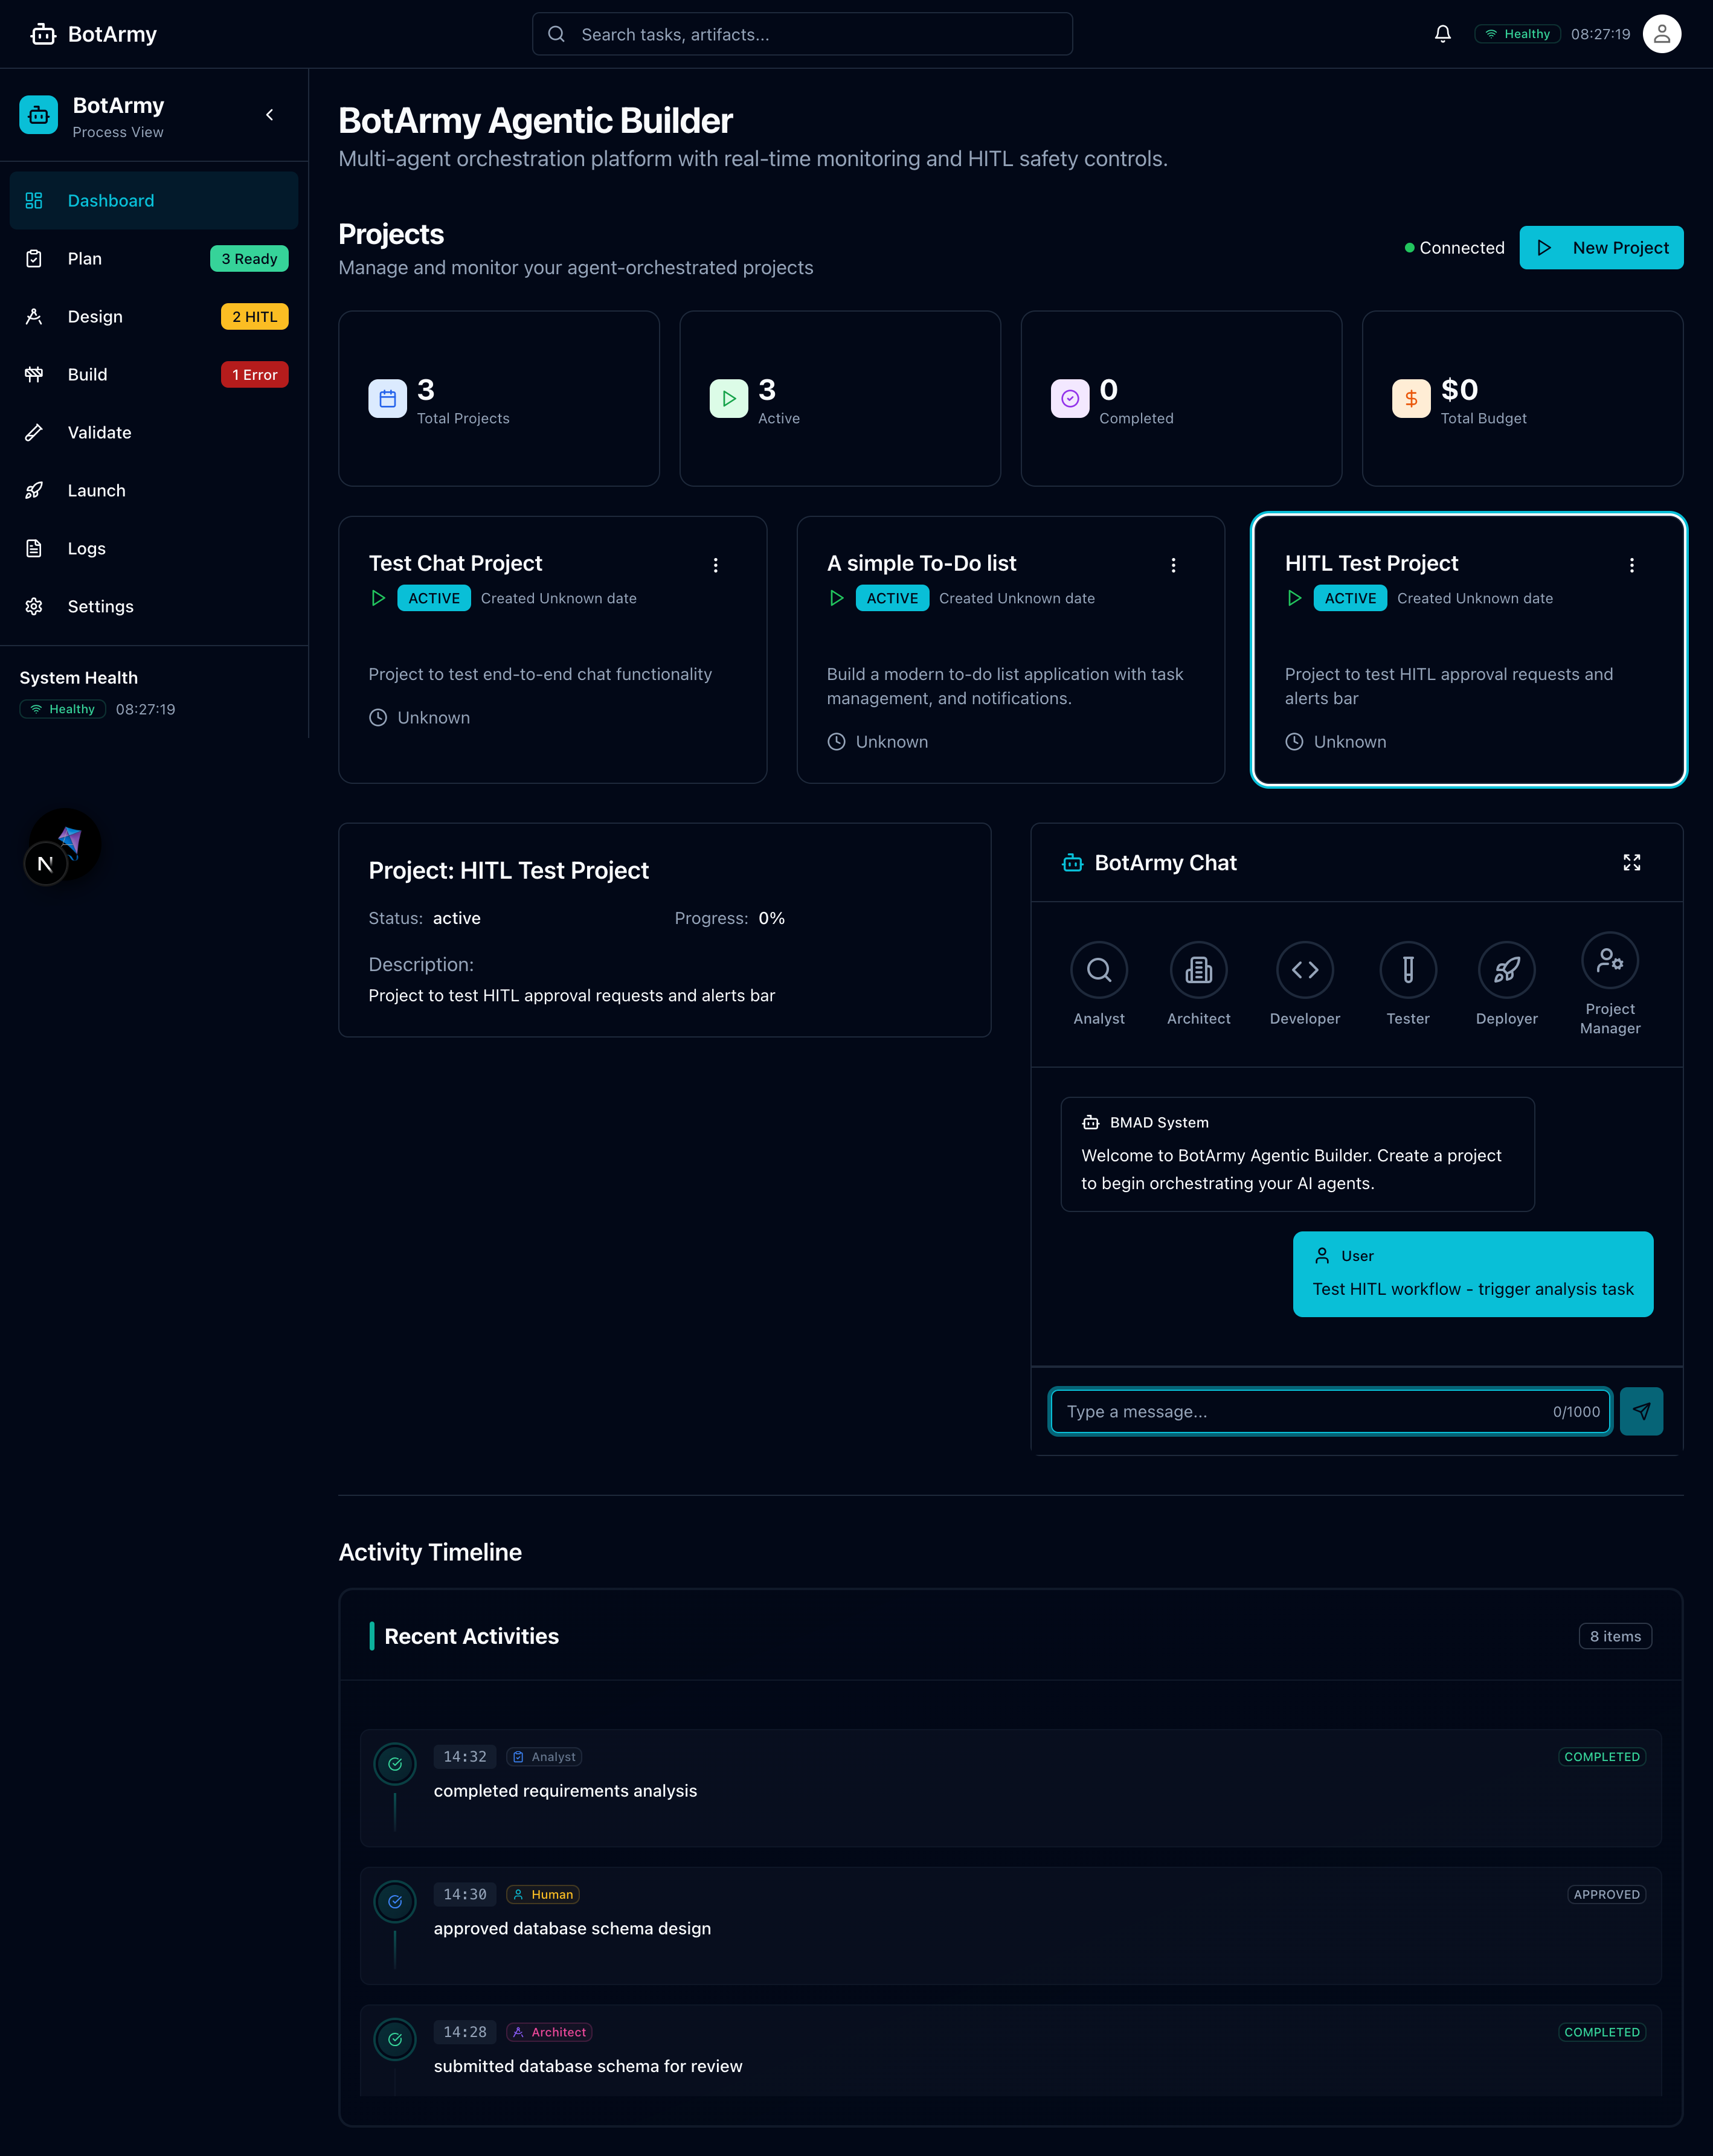 BotArmy
Search tasks, artifacts...
Healthy
08:27:19
BotArmy
Process View
Dashboard
Plan
3 Ready
Design
2 HITL
Build
1 Error
Validate
Launch
Logs
Settings
System Health
Healthy
08:27:19
N
BotArmy Agentic Builder
Multi-agent orchestration platform with real-time monitoring and HITL safety controls.
Projects
Manage and monitor your agent-orchestrated projects
Connected
New Project
3
Total Projects
3
Active
0
Completed
$0
Total Budget
Test Chat Project
ACTIVE
Created Unknown date
Project to test end-to-end chat functionality
Unknown
A simple To-Do list
ACTIVE
Created Unknown date
Build a modern to-do list application with task
management, and notifications.
Unknown
HITL Test Project
ACTIVE
Created Unknown date
Project to test HITL approval requests and
alerts bar
Unknown
Project: HITL Test Project
Status: active
Progress: 0%
Description:
Project to test HITL approval requests and alerts bar
BotArmy Chat
Analyst
Architect
Developer
Tester
Deployer
Project
Manager
BMAD System
Welcome to BotArmy Agentic Builder. Create a project
to begin orchestrating your AI agents.
User
Test HITL workflow - trigger analysis task
Type a message...
0/1000
Activity Timeline
Recent Activities
8 items
14:32
Analyst
COMPLETED
completed requirements analysis
14:30
Human
APPROVED
approved database schema design
14:28
Architect
COMPLETED
submitted database schema for review